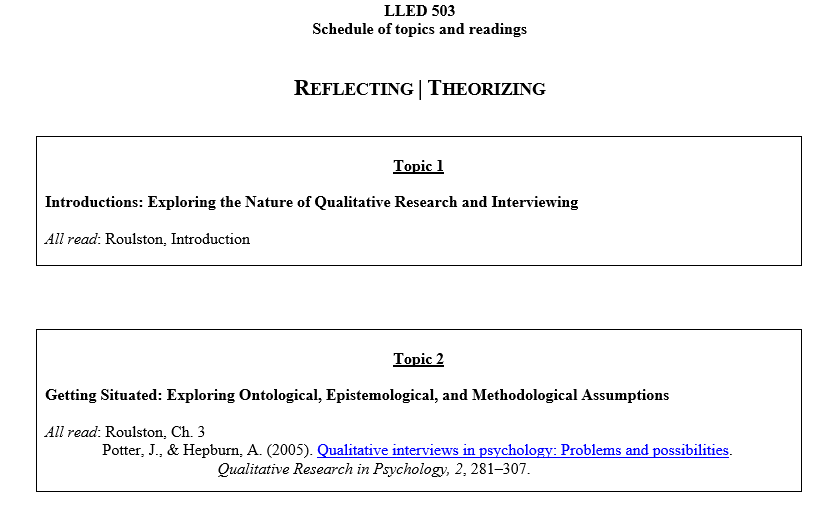 LLED 503
Schedule of topics and readings
REFLECTING | THEORIZING
Topic 1
Introductions: Exploring the Nature of Qualitative Research and Interviewing
All read: Roulston, Introduction
Topic 2
Getting Situated: Exploring Ontological, Epistemological, and Methodological Assumptions
All read: Roulston, Ch. 3
Potter, J., & Hepburn, A. (2005). Qualitative interviews in psychology: Problems and possibilities.
Qualitative Research in Psychology, 2, 281–307.